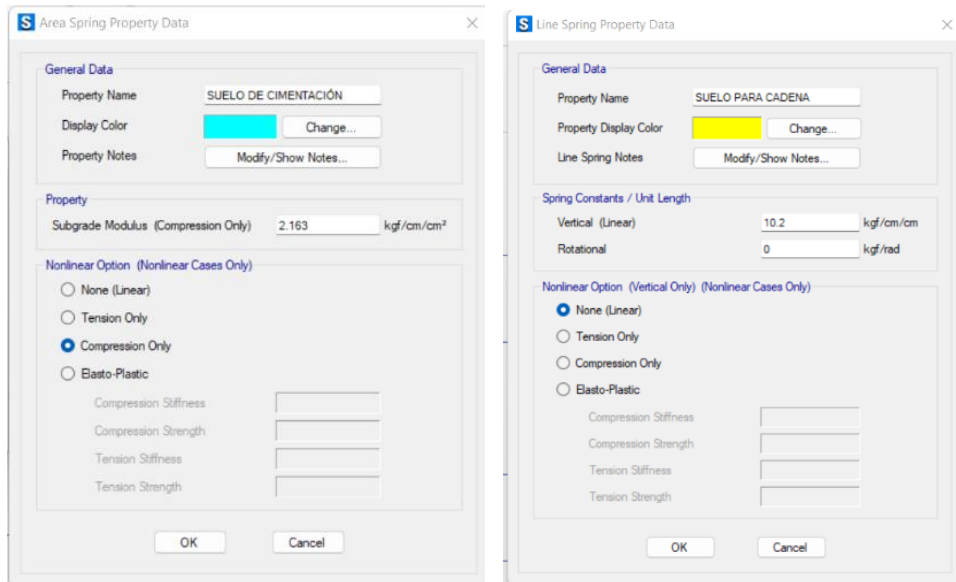 S Area Spring Property Data
General Data
Property Name SUELO DE CIMENTACIÓN
Display Color Change...
Property Notes Modify/Show Notes...
Property
Subgrade Modulus (Compression Only) 2.163 kgf/cm/cm²
Nonlinear Option (Nonlinear Cases Only)
None (Linear)
Tension Only
Compression Only
Elasto-Plastic
Compression Stiffness
Compression Strength
Tension Stiffness
Tension Strength
OK Cancel
S Line Spring Property Data
General Data
Property Name SUELO PARA CADENA
Property Display Color Change...
Line Spring Notes Modify/Show Notes...
Spring Constants / Unit Length
Vertical (Linear) 10.2 kgf/cm/cm
Rotational 0 kgf/rad
Nonlinear Option (Vertical Only) (Nonlinear Cases Only)
None (Linear)
Tension Only
Compression Only
Elasto-Plastic
Compression Stiffness
Compression Strength
Tension Stiffness
Tension Strength
OK Cancel